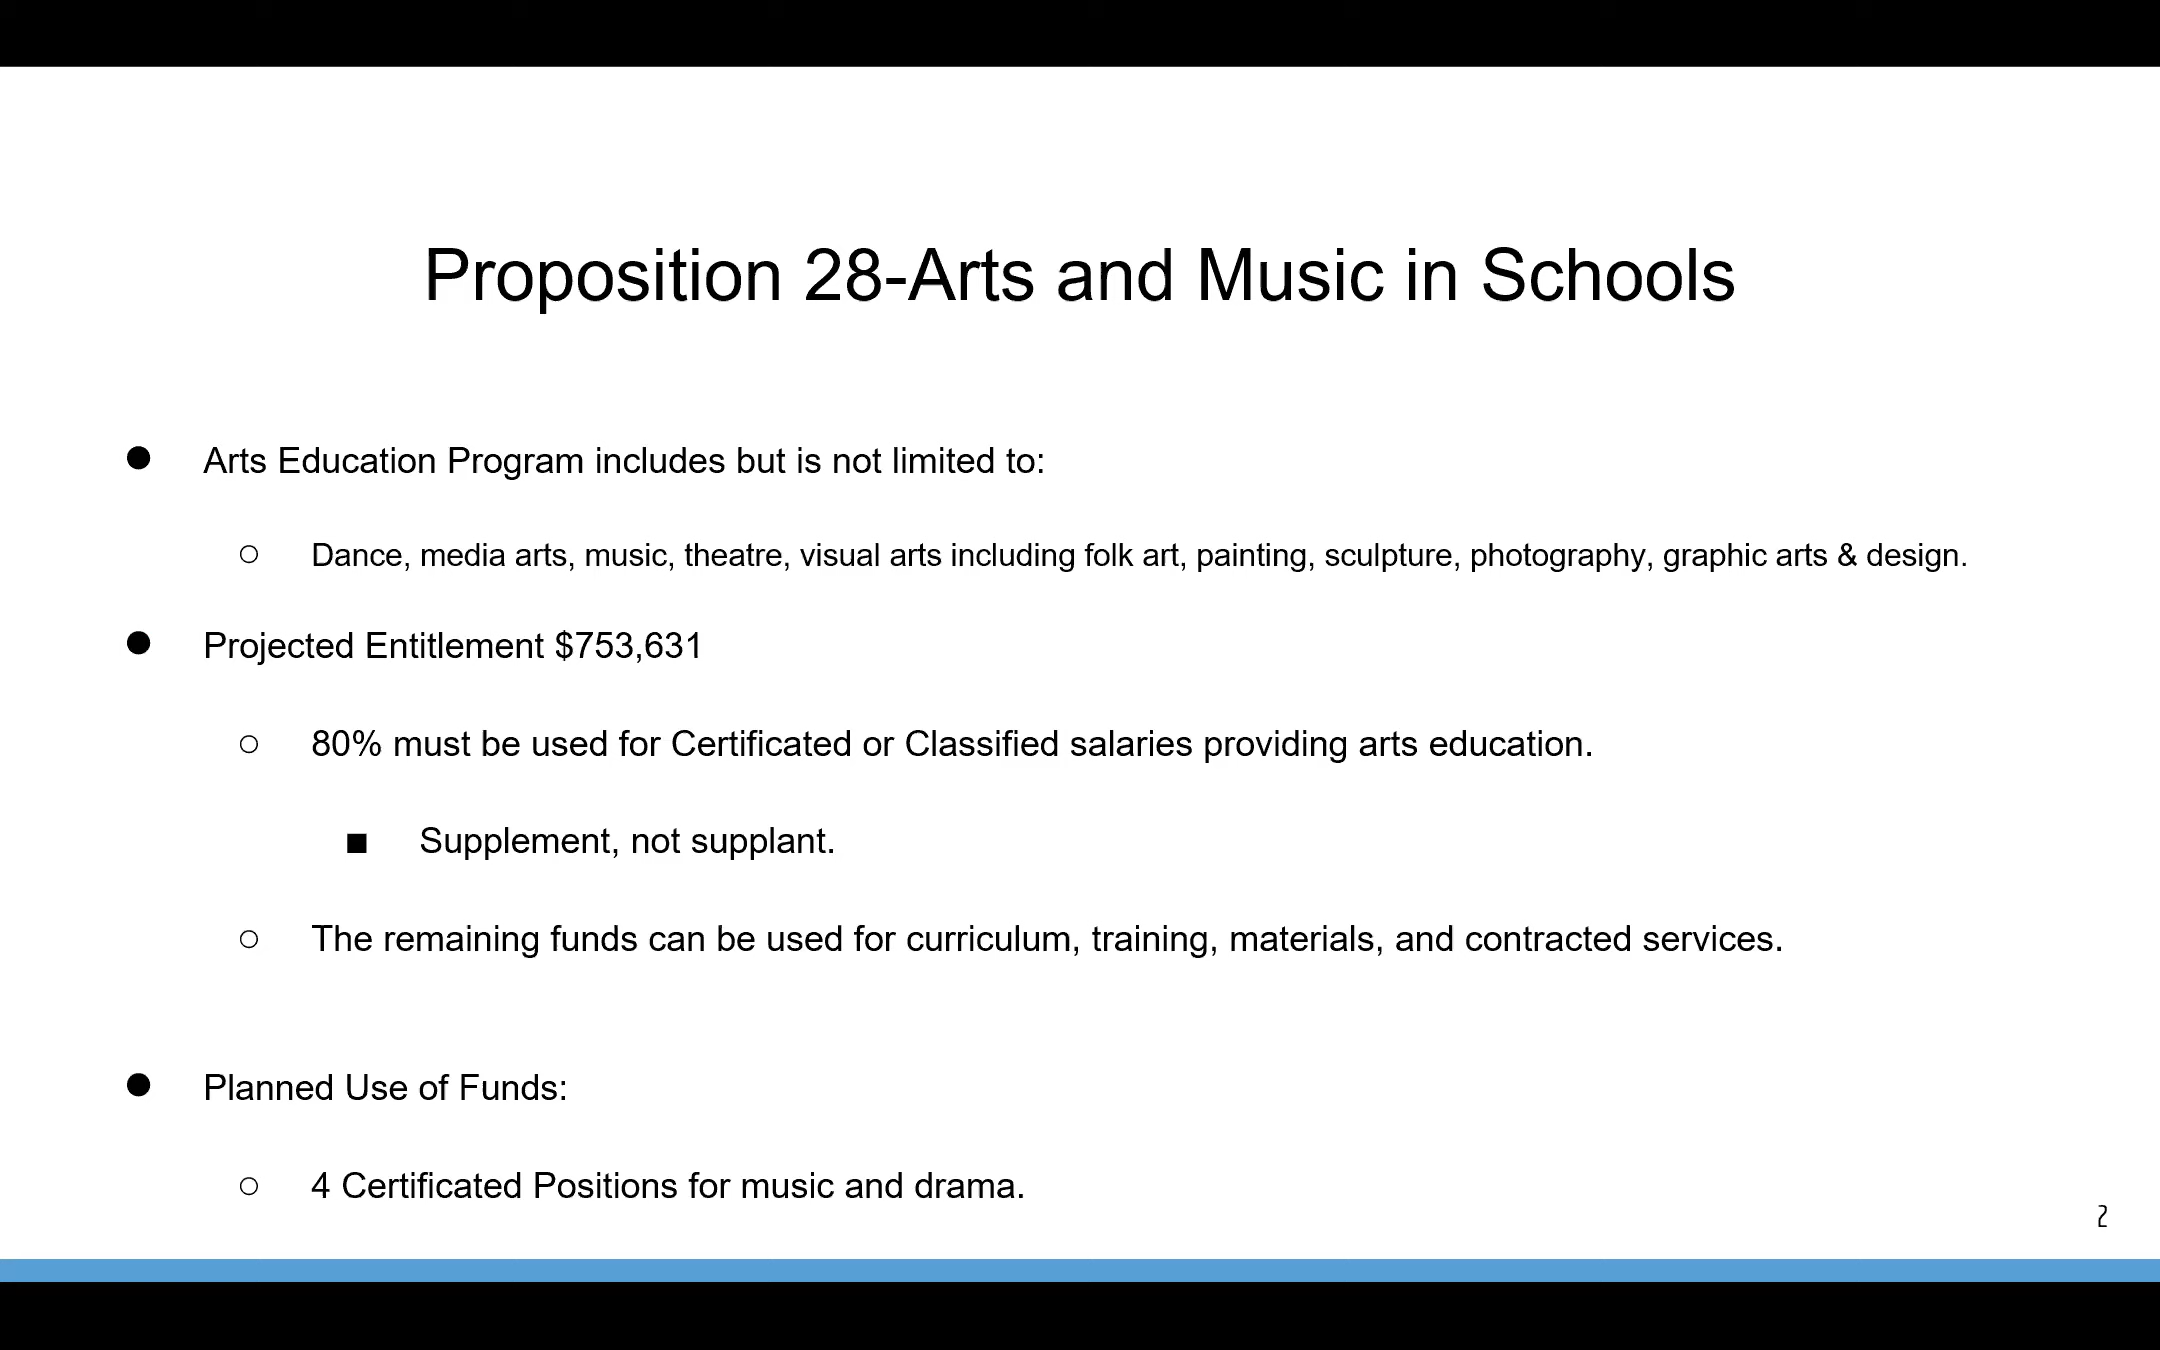 Proposition 28-Arts and Music in Schools
● Arts Education Program includes but is not limited to:
○ Dance, media arts, music, theatre, visual arts including folk art, painting, sculpture, photography, graphic arts & design.
● Projected Entitlement $753,631
○ 80% must be used for Certificated or Classified salaries providing arts education.
■ Supplement, not supplant.
○ The remaining funds can be used for curriculum, training, materials, and contracted services.
● Planned Use of Funds:
○ 4 Certificated Positions for music and drama.
2